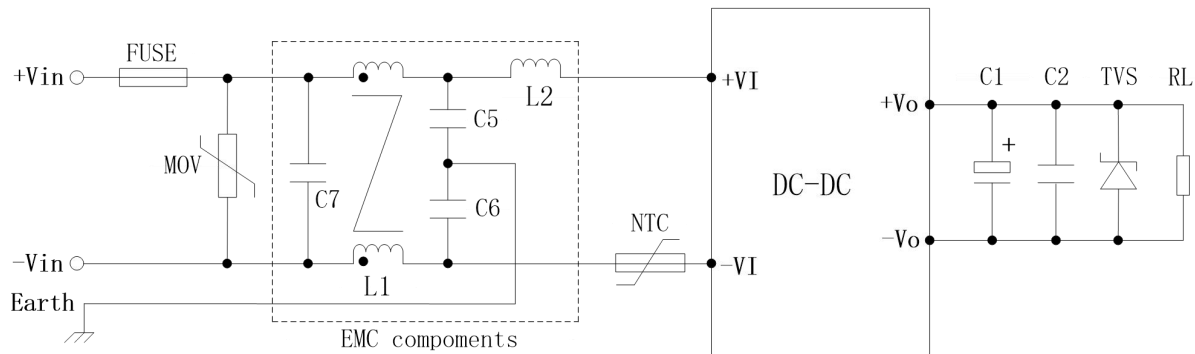 FUSE
+Vin
MOV
C7
L1
C5
C6
L2
-Vin
Earth
EMC compoments
NTC
+VI
-VI
DC-DC
+Vo
-Vo
C1
+
C2
TVS
RL